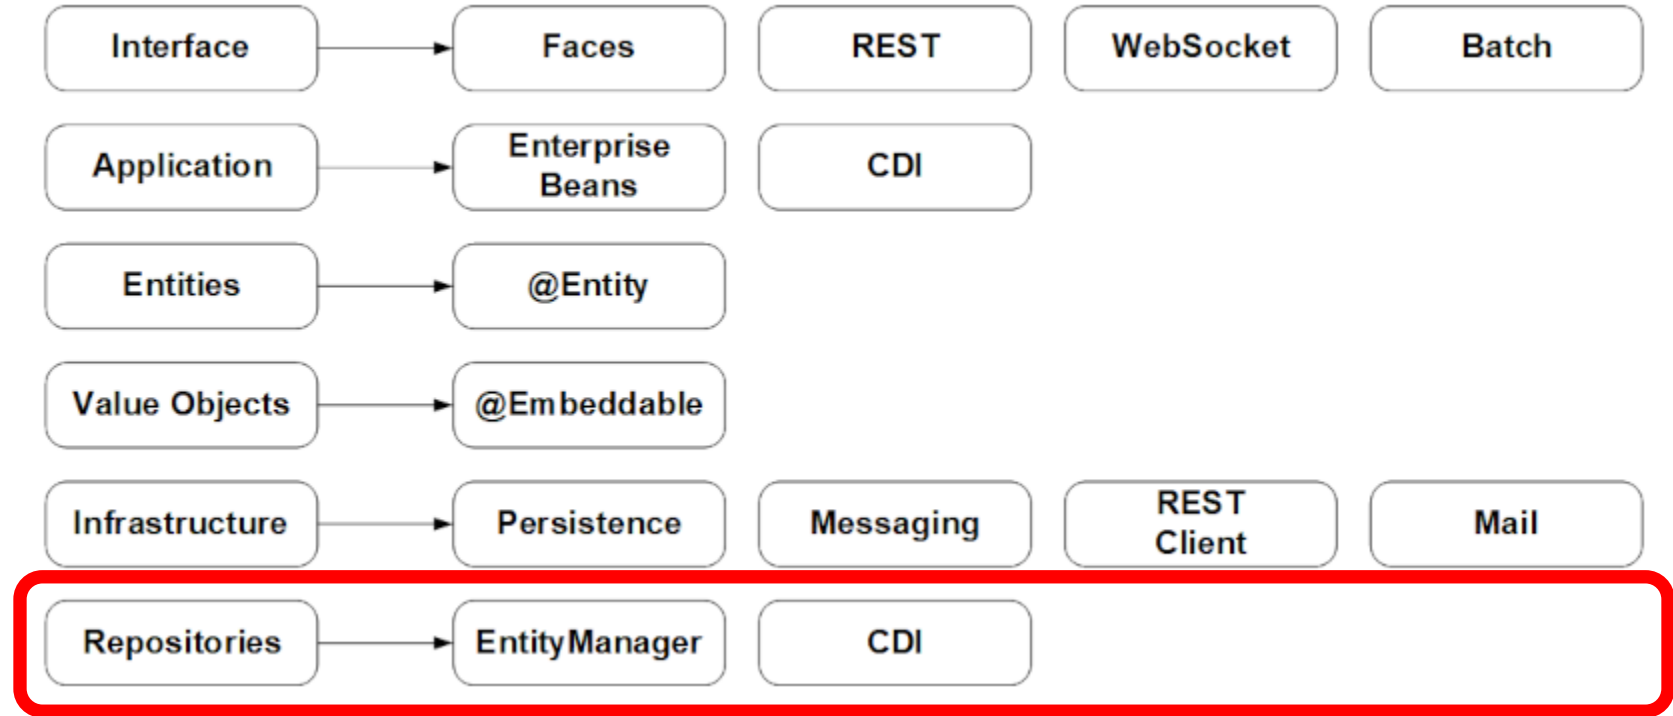 Interface
Faces
REST
WebSocket
Batch
Application
Enterprise
Beans
CDI
Entities
@Entity
Value Objects
@Embeddable
Infrastructure
Persistence
Messaging
REST
Client
Mail
Repositories
EntityManager
CDI